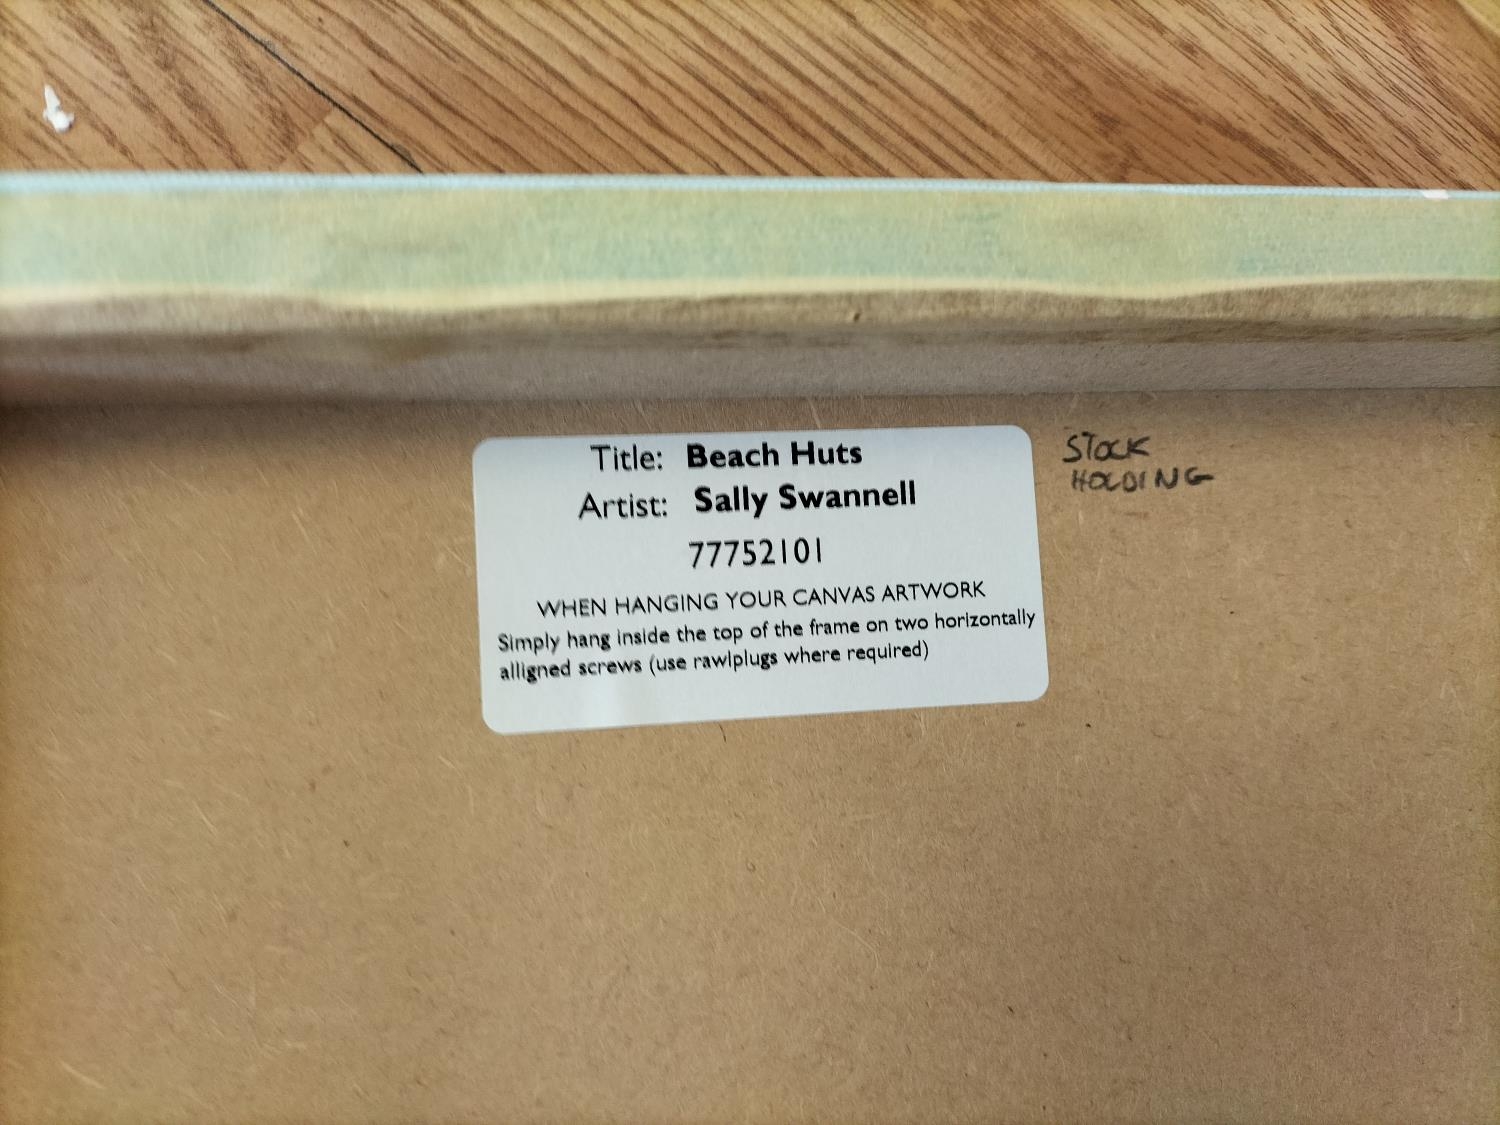 Title: Beach Huts
Artist: Sally Swannell
77752101
WHEN HANGING YOUR CANVAS ARTWORK
Simply hang inside the top of the frame on two horizontally
alligned screws (use rawlplugs where required)
STOCK
HOLDING